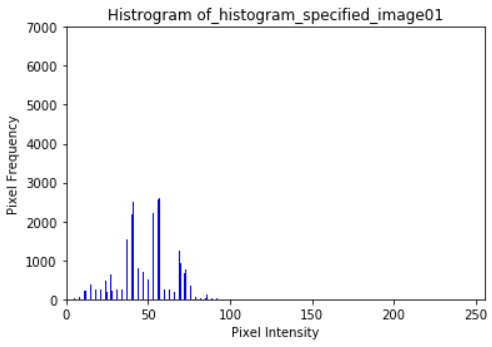 Histrogram of_histogram_specified_image01
7000
6000
5000
4000
3000
2000
1000
0
Pixel Frequency
0 50 100 150 200 250
Pixel Intensity